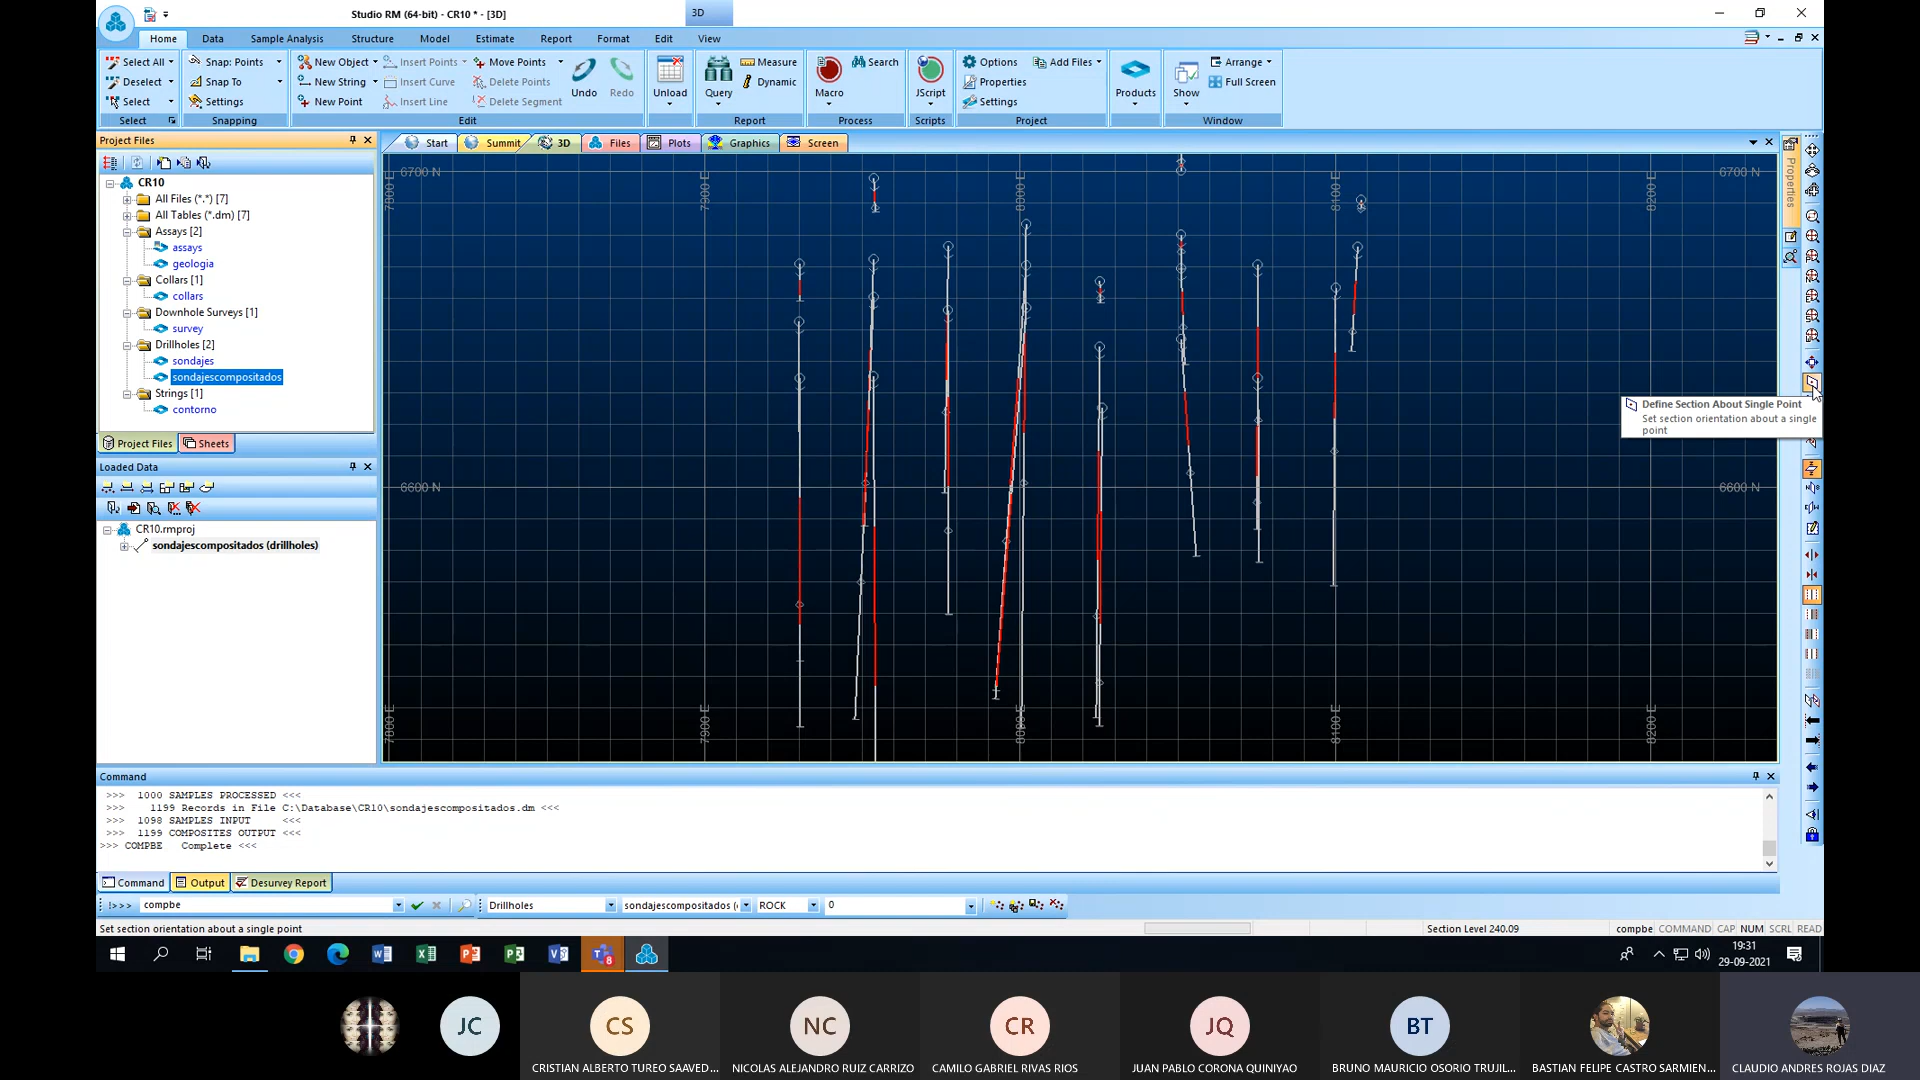 Studio RM (64-bit) - CR10 * - [3D]
3D
Home
Data
Sample Analysis
Structure
Model
Estimate
Report
Format
Edit
View
Select All
Deselect
Select
Select
Snap: Points
Snap To
Settings
Snapping
New Object
New String
New Point
Insert Points
Insert Curve
Insert Line
Move Points
Delete Points
Delete Segment
Undo
Redo
Edit
Unload
Query
Measure
Dynamic
Report
Macro
Search
Process
JScript
Scripts
Options
Properties
Settings
Add Files
Project
Products
Show
Arrange
Full Screen
Window
Project Files
Start
Summit
3D
Files
Plots
Graphics
Screen
CR10
All Files (*.*) [7]
All Tables (*.dm) [7]
Assays [2]
assays
geologia
Collars [1]
collars
Downhole Surveys [1]
survey
Drillholes [2]
sondajes
sondajescompositados
Strings [1]
contorno
Project Files
Sheets
Loaded Data
CR10.rmproj
sondajescompositados (drillholes)
6700 N
6700 N
7800 E
7900 E
8000 E
8100 E
8200 E
6600 N
6600 N
7800 E
7900 E
8000 E
8100 E
8200 E
Properties
Define Section About Single Point
Set section orientation about a single
point
Command
>>> 1000 SAMPLES PROCESSED <<<
>>> 1199 Records in File C:\Database\CR10\sondajescompositados.dm <<<
>>> 1098 SAMPLES INPUT <<<
>>> 1199 COMPOSITES OUTPUT <<<
>>> COMPBE Complete <<<
Command
Output
Desurvey Report
!>>>
compbe
Drillholes
sondajescompositados (
ROCK
0
Set section orientation about a single point
Section Level 240.09
compbe
COMMAND
CAP
NUM
SCRL
READ
19:31
29-09-2021
JC
CS
NC
CR
JQ
BT
CRISTIAN ALBERTO TUREO SAAVED...
NICOLAS ALEJANDRO RUIZ CARRIZO
CAMILO GABRIEL RIVAS RIOS
JUAN PABLO CORONA QUINIYAO
BRUNO MAURICIO OSORIO TRUJIL...
BASTIAN FELIPE CASTRO SARMIEN...
CLAUDIO ANDRES ROJAS DIAZ